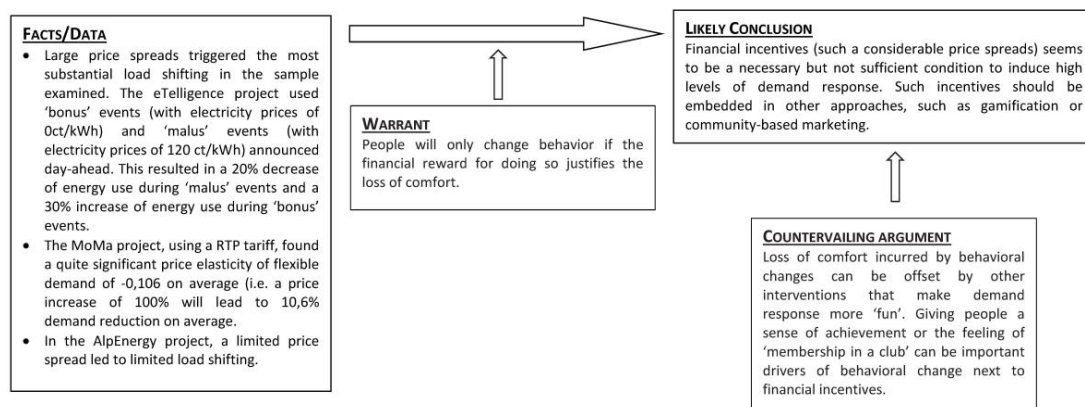 FACTS/DATA
• Large price spreads triggered the most
substantial load shifting in the sample
examined. The eTelligence project used
‘bonus’ events (with electricity prices of
0ct/kWh) and ‘malus’ events (with
electricity prices of 120 ct/kWh) announced
day-ahead. This resulted in a 20% decrease
of energy use during ‘malus’ events and a
30% increase of energy use during ‘bonus’
events.
• The MoMa project, using a RTP tariff, found
a quite significant price elasticity of flexible
demand of -0,106 on average (i.e. a price
increase of 100% will lead to 10,6%
demand reduction on average.
• In the AlpEnergy project, a limited price
spread led to limited load shifting.
WARRANT
People will only change behavior if the
financial reward for doing so justifies the
loss of comfort.
LIKELY CONCLUSION
Financial incentives (such a considerable price spreads) seems
to be a necessary but not sufficient condition to induce high
levels of demand response. Such incentives should be
embedded in other approaches, such as gamification or
community-based marketing.
COUNTERVAILING ARGUMENT
Loss of comfort incurred by behavioral
changes can be offset by other
interventions that make demand
response more ‘fun’. Giving people a
sense of achievement or the feeling of
‘membership in a club’ can be important
drivers of behavioral change next to
financial incentives.